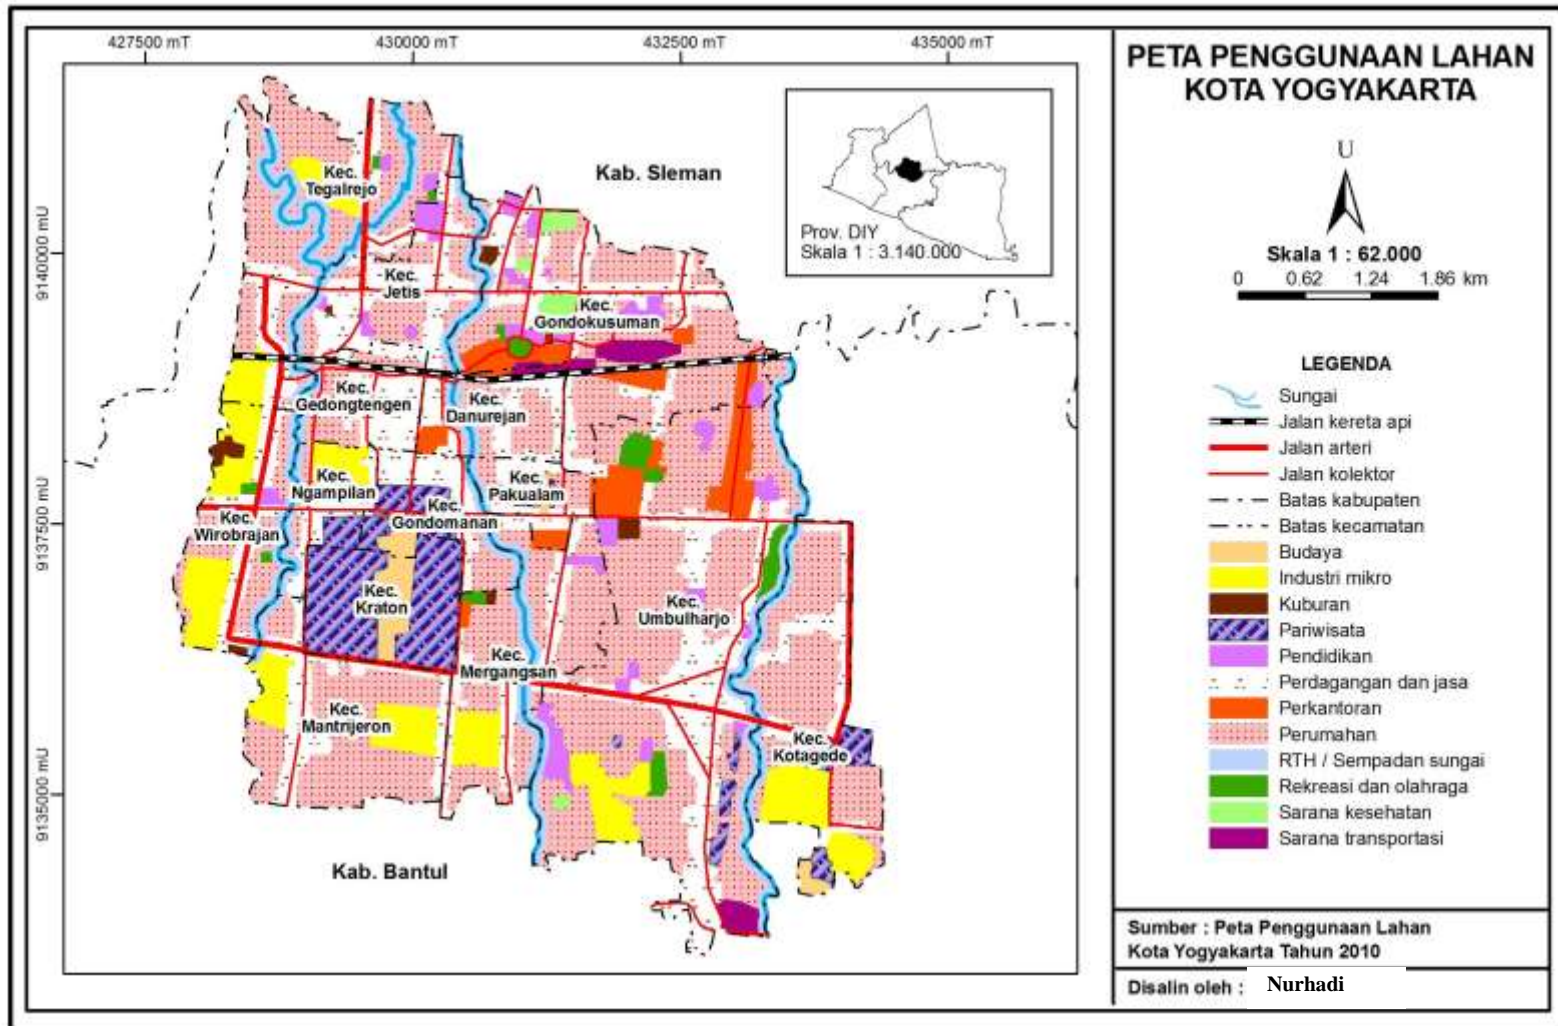 427500 mT
430000 mT
432500 mT
435000 mT
9140000 mU
9137500 mU
9135000 mU
Kab. Sleman
Kec.
Tegalrejo
Kec.
Jetis
Kec.
Gondokusuman
Kec.
Gedongtengen
Kec.
Danurejan
Kec.
Ngampilan
Kec.
Pakualam
Kec.
Gondomanan
Kec.
Wirobrajan
Kec.
Kraton
Kec.
Umbulharjo
Kec.
Mergangsan
Kec.
Mantrijeron
Kec.
Kotagede
Kab. Bantul
Prov. DIY
Skala 1 : 3.140.000
PETA PENGGUNAAN LAHAN
KOTA YOGYAKARTA
U
Skala 1 : 62.000
0 0.62 1.24 1.86 km
LEGENDA
Sungai
Jalan kereta api
Jalan arteri
Jalan kolektor
Batas kabupaten
Batas kecamatan
Budaya
Industri mikro
Kuburan
Pariwisata
Pendidikan
Perdagangan dan jasa
Perkantoran
Perumahan
RTH / Sempadan sungai
Rekreasi dan olahraga
Sarana kesehatan
Sarana transportasi
Sumber : Peta Penggunaan Lahan
Kota Yogyakarta Tahun 2010
Disalin oleh : Nurhadi